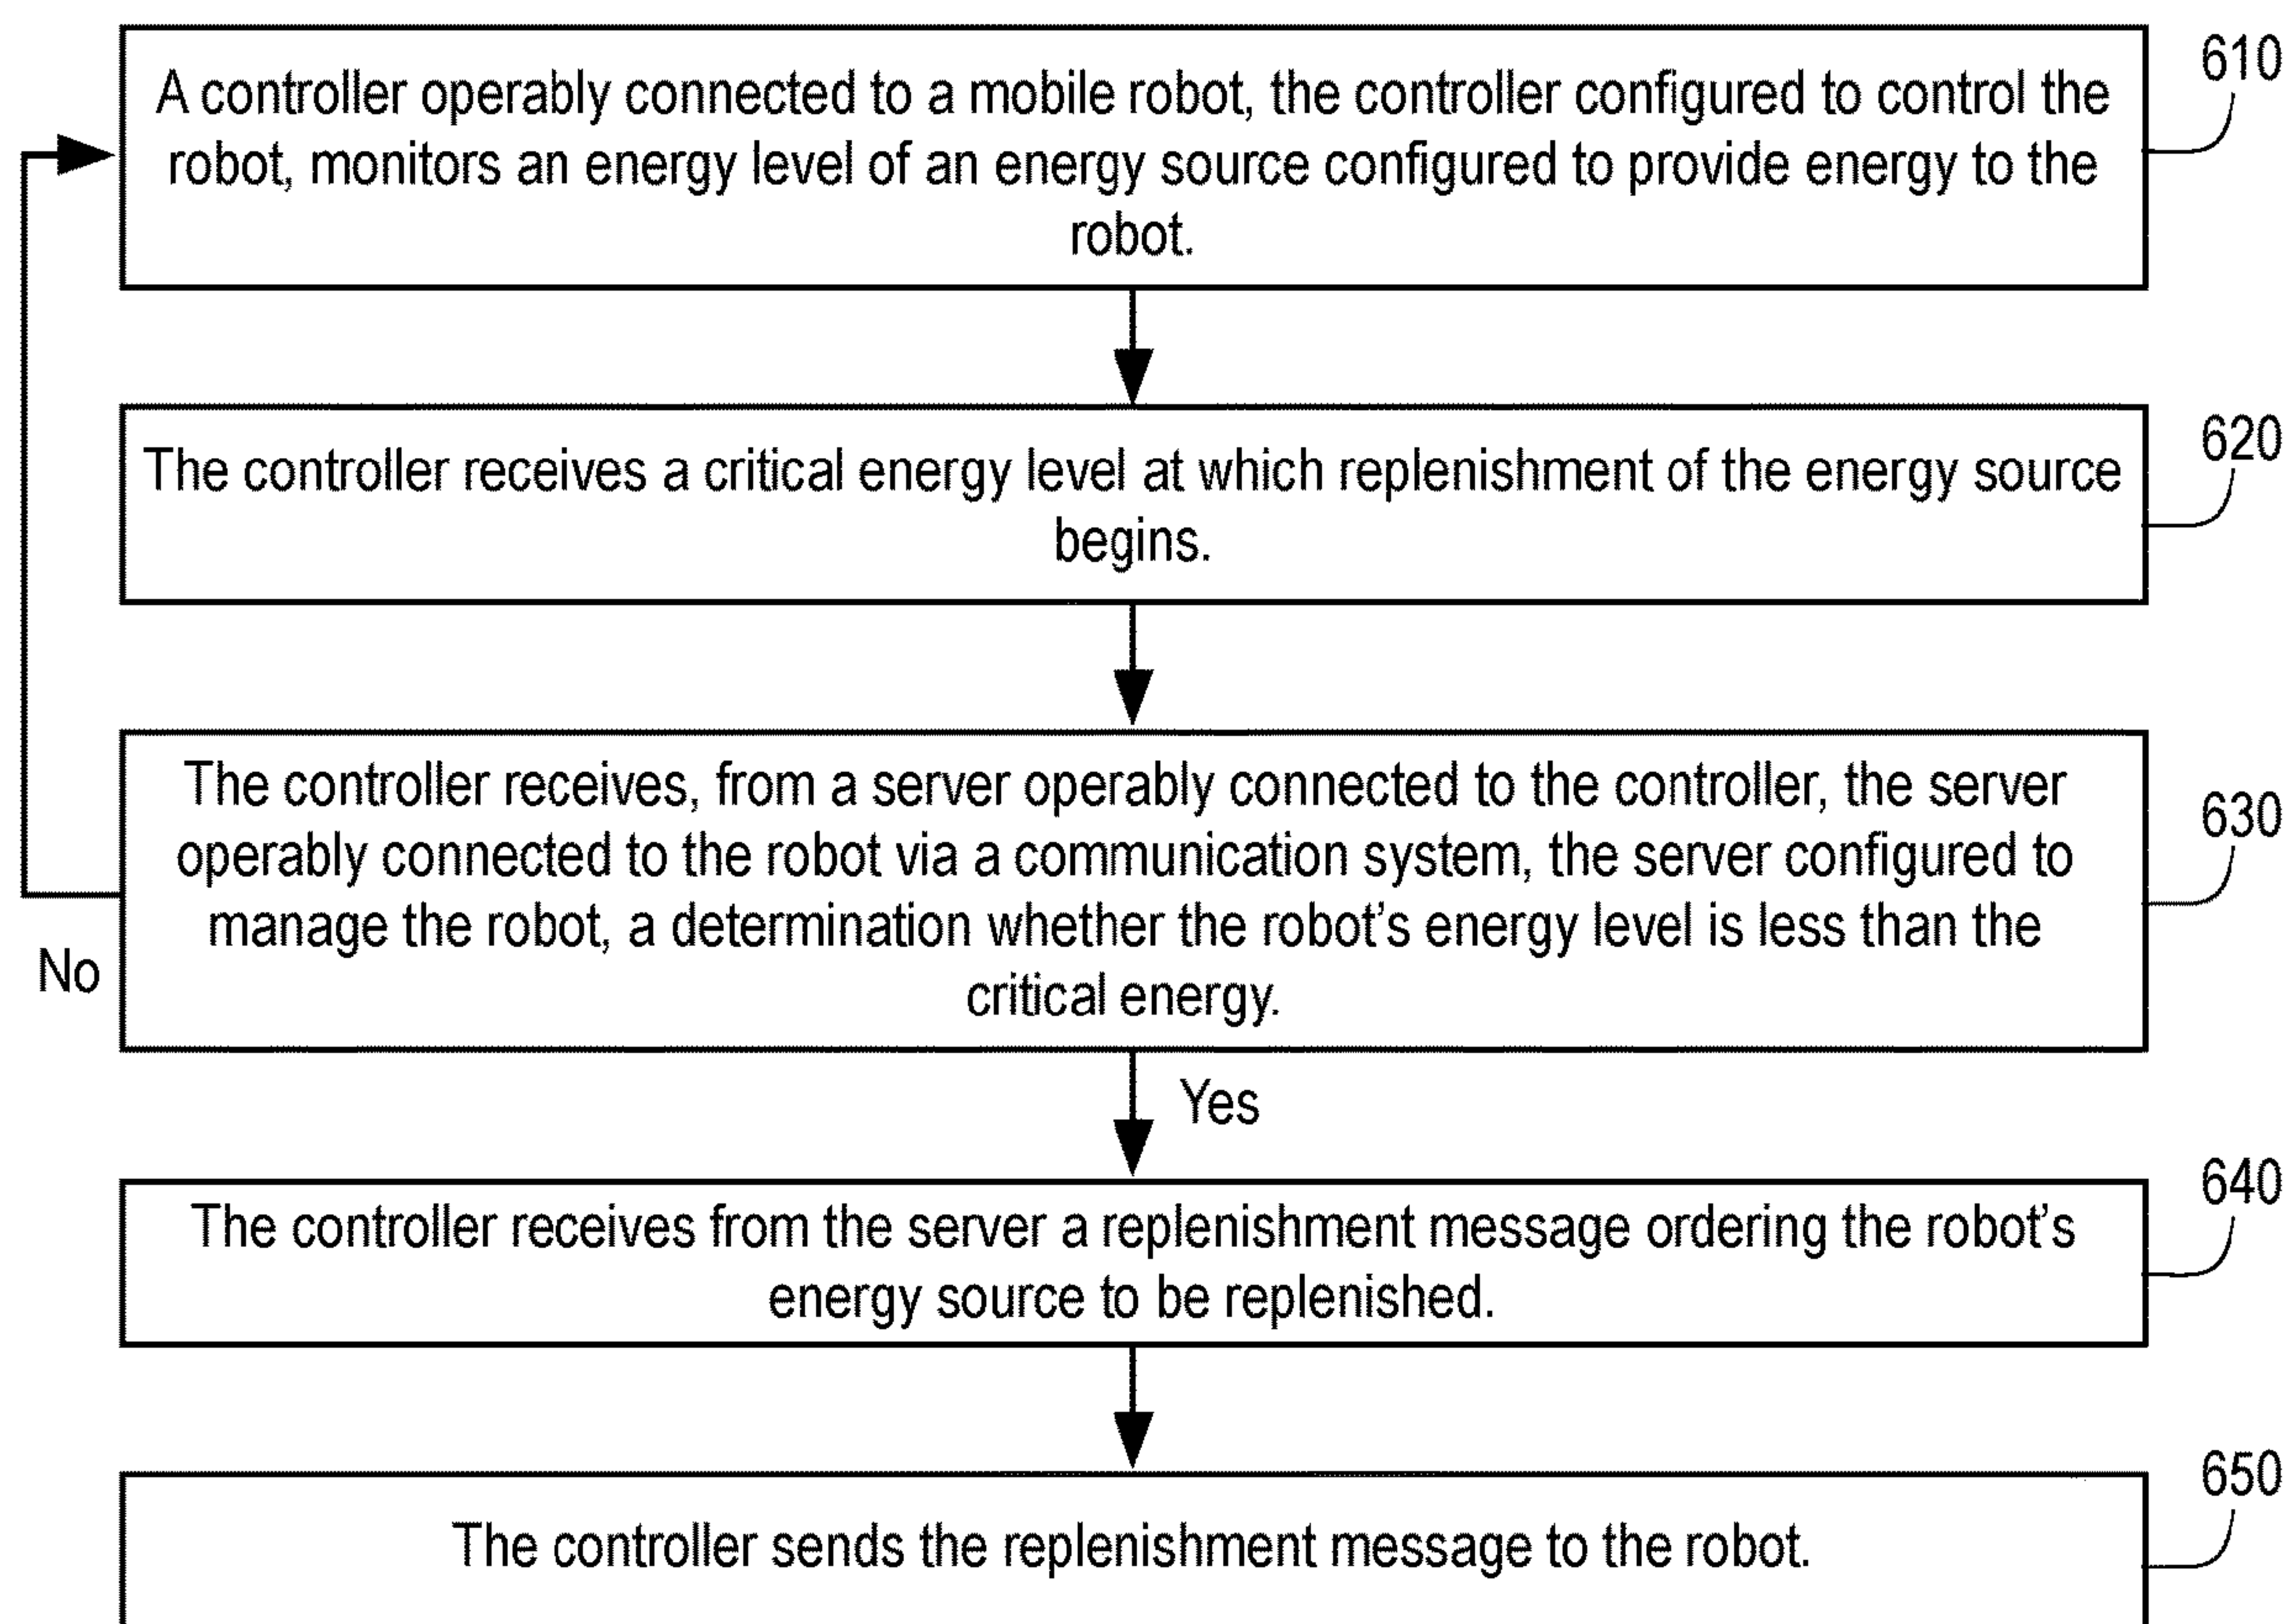 610
A controller operably connected to a mobile robot, the controller configured to control the
robot, monitors an energy level of an energy source configured to provide energy to the
robot.
620
The controller receives a critical energy level at which replenishment of the energy source
begins.
630
The controller receives, from a server operably connected to the controller, the server
operably connected to the robot via a communication system, the server configured to
manage the robot, a determination whether the robot’s energy level is less than the
critical energy.
No
Yes
640
The controller receives from the server a replenishment message ordering the robot’s
energy source to be replenished.
650
The controller sends the replenishment message to the robot.